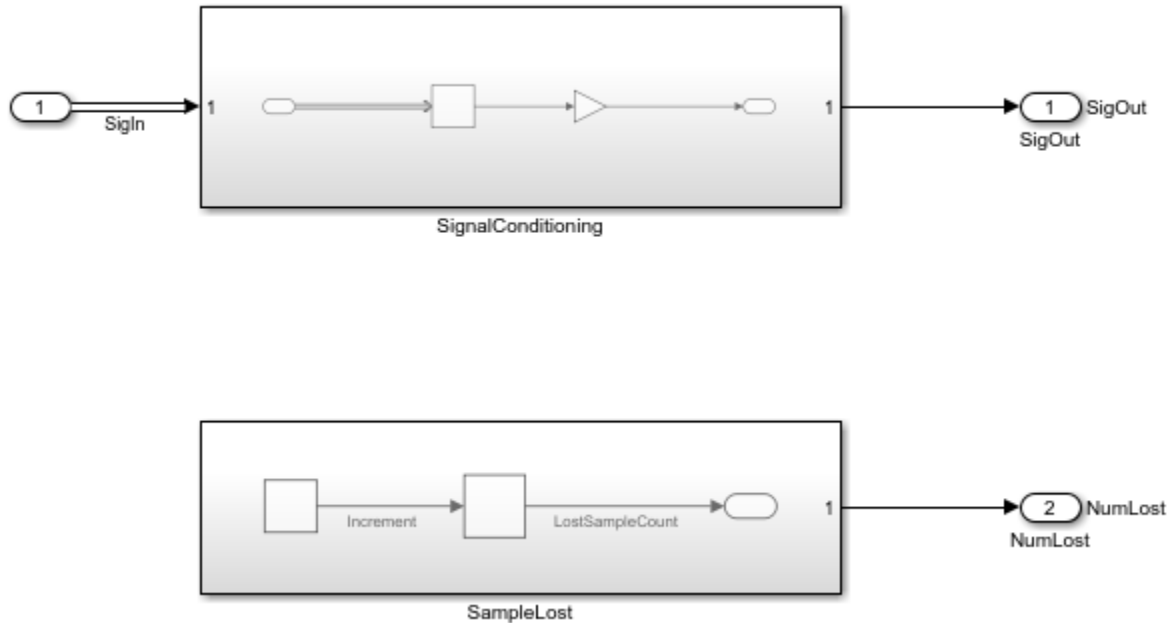 1
SigIn
1
1
1
SigOut
SigOut
SignalConditioning
Increment
LostSampleCount
1
2
NumLost
NumLost
SampleLost